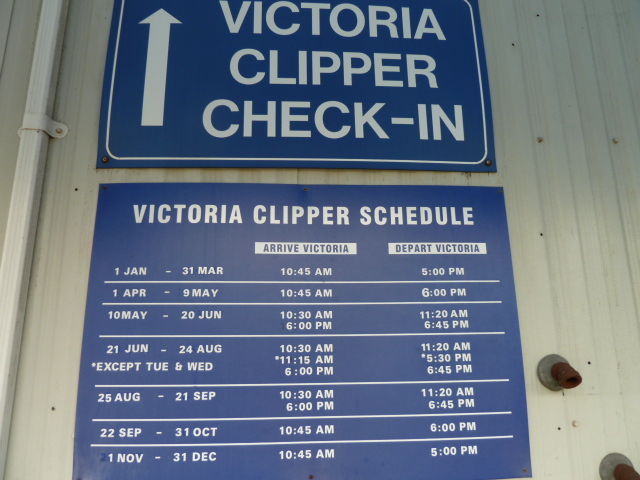 VICTORIA
CLIPPER
CHECK-IN
VICTORIA CLIPPER SCHEDULE
ARRIVE VICTORIA DEPART VICTORIA
1 JAN - 31 MAR 10:45 AM 5:00 PM
1 APR - 9 MAY 10:45 AM 6:00 PM
10 MAY - 20 JUN 10:30 AM 11:20 AM
6:00 PM 6:45 PM
21 JUN - 24 AUG 10:30 AM 11:20 AM
*EXCEPT TUE & WED *11:15 AM *5:30 PM
6:00 PM 6:45 PM
25 AUG - 21 SEP 10:30 AM 11:20 AM
6:00 PM 6:45 PM
22 SEP - 31 OCT 10:45 AM 6:00 PM
1 NOV - 31 DEC 10:45 AM 5:00 PM